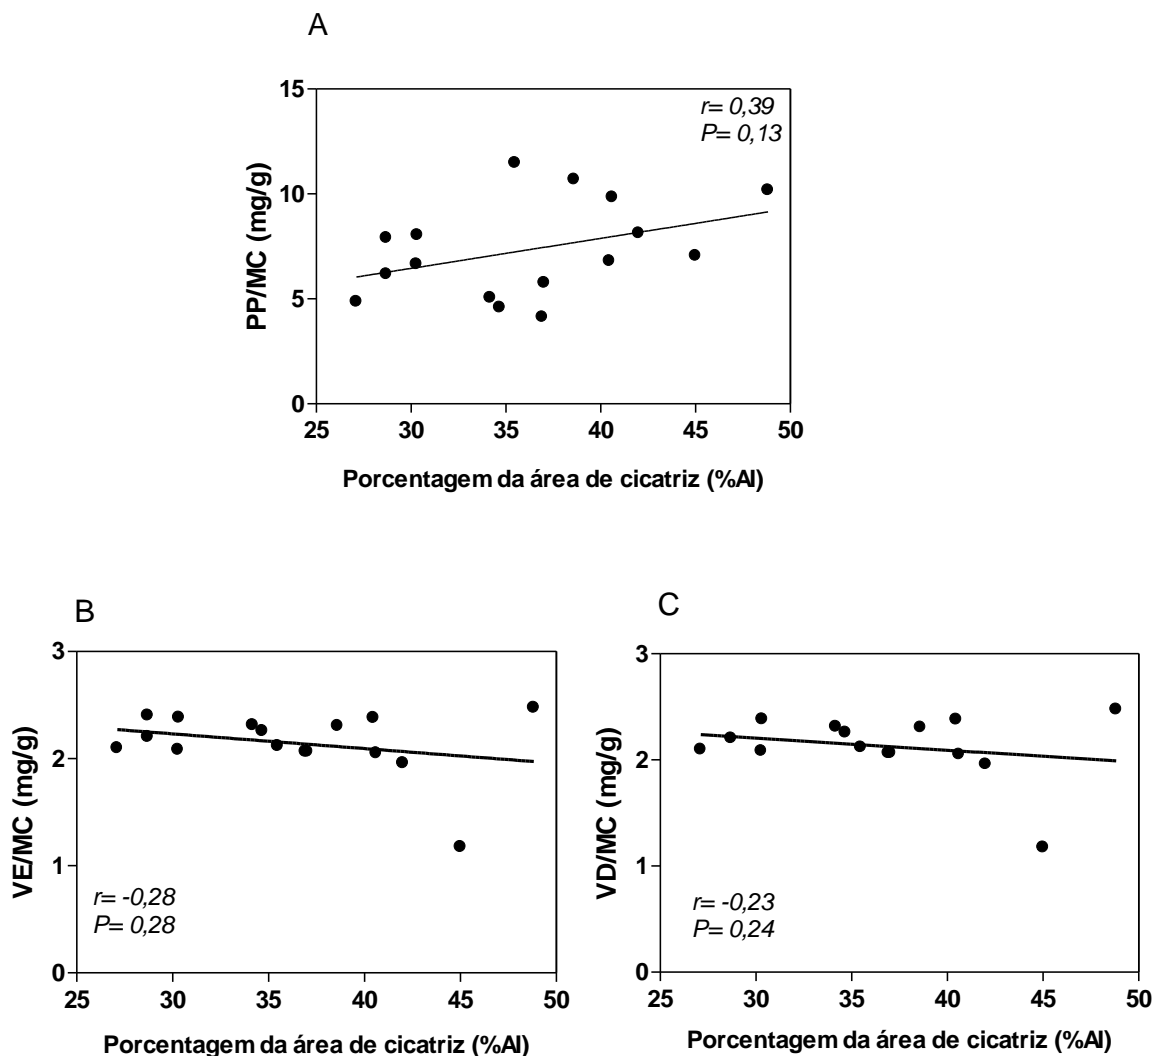 A
15
10
5
0
PP/MC (mg/g)
r= 0,39
P= 0,13
25 30 35 40 45 50
Porcentagem da área de cicatriz (%AI)
B
3
2
1
0
VE/MC (mg/g)
r= -0,28
P= 0,28
25 30 35 40 45 50
Porcentagem da área de cicatriz (%AI)
C
3
2
1
0
VD/MC (mg/g)
r= -0,23
P= 0,24
25 30 35 40 45 50
Porcentagem da área de cicatriz (%AI)